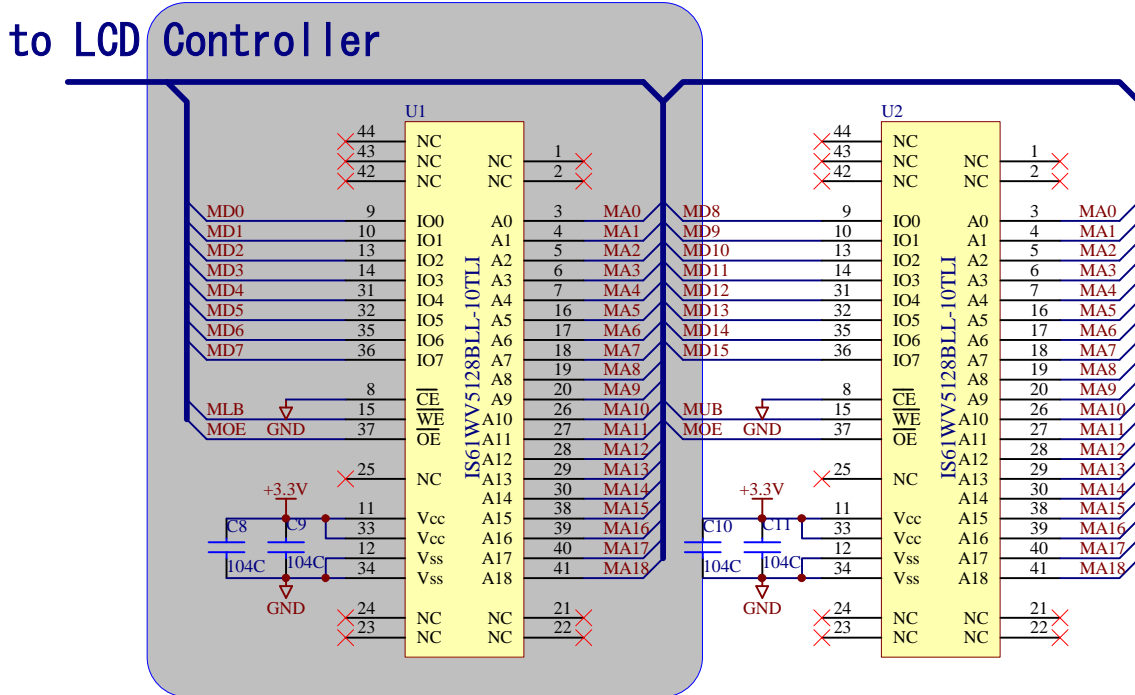 to LCD Controller
U1
44 NC
43 NC NC 1
42 NC NC 2
MD0 9 IO0 A0 3 MA0
MD1 10 IO1 A1 4 MA1
MD2 13 IO2 A2 5 MA2
MD3 14 IO3 A3 6 MA3
MD4 31 IO4 A4 7 MA4
MD5 32 IO5 A5 16 MA5
MD6 35 IO6 A6 17 MA6
MD7 36 IO7 A7 18 MA7
A8 19 MA8
8 CE A9 20 MA9
MLB 15 WE A10 26 MA10
MOE GND 37 OE A11 27 MA11
A12 28 MA12
25 NC A13 29 MA13
+3.3V A14 30 MA14
11 Vcc A15 38 MA15
C8 C9 33 Vcc A16 39 MA16
12 Vss A17 40 MA17
104C 104C 34 Vss A18 41 MA18
GND
24 NC NC 21
23 NC NC 22
IS61WV5128BLL-10TLI
U2
44 NC
43 NC NC 1
42 NC NC 2
MD8 9 IO0 A0 3 MA0
MD9 10 IO1 A1 4 MA1
MD10 13 IO2 A2 5 MA2
MD11 14 IO3 A3 6 MA3
MD12 31 IO4 A4 7 MA4
MD13 32 IO5 A5 16 MA5
MD14 35 IO6 A6 17 MA6
MD15 36 IO7 A7 18 MA7
A8 19 MA8
8 CE A9 20 MA9
MUB 15 WE A10 26 MA10
MOE GND 37 OE A11 27 MA11
A12 28 MA12
25 NC A13 29 MA13
+3.3V A14 30 MA14
11 Vcc A15 38 MA15
C10 C11 33 Vcc A16 39 MA16
12 Vss A17 40 MA17
104C 104C 34 Vss A18 41 MA18
GND
24 NC NC 21
23 NC NC 22
IS61WV5128BLL-10TLI